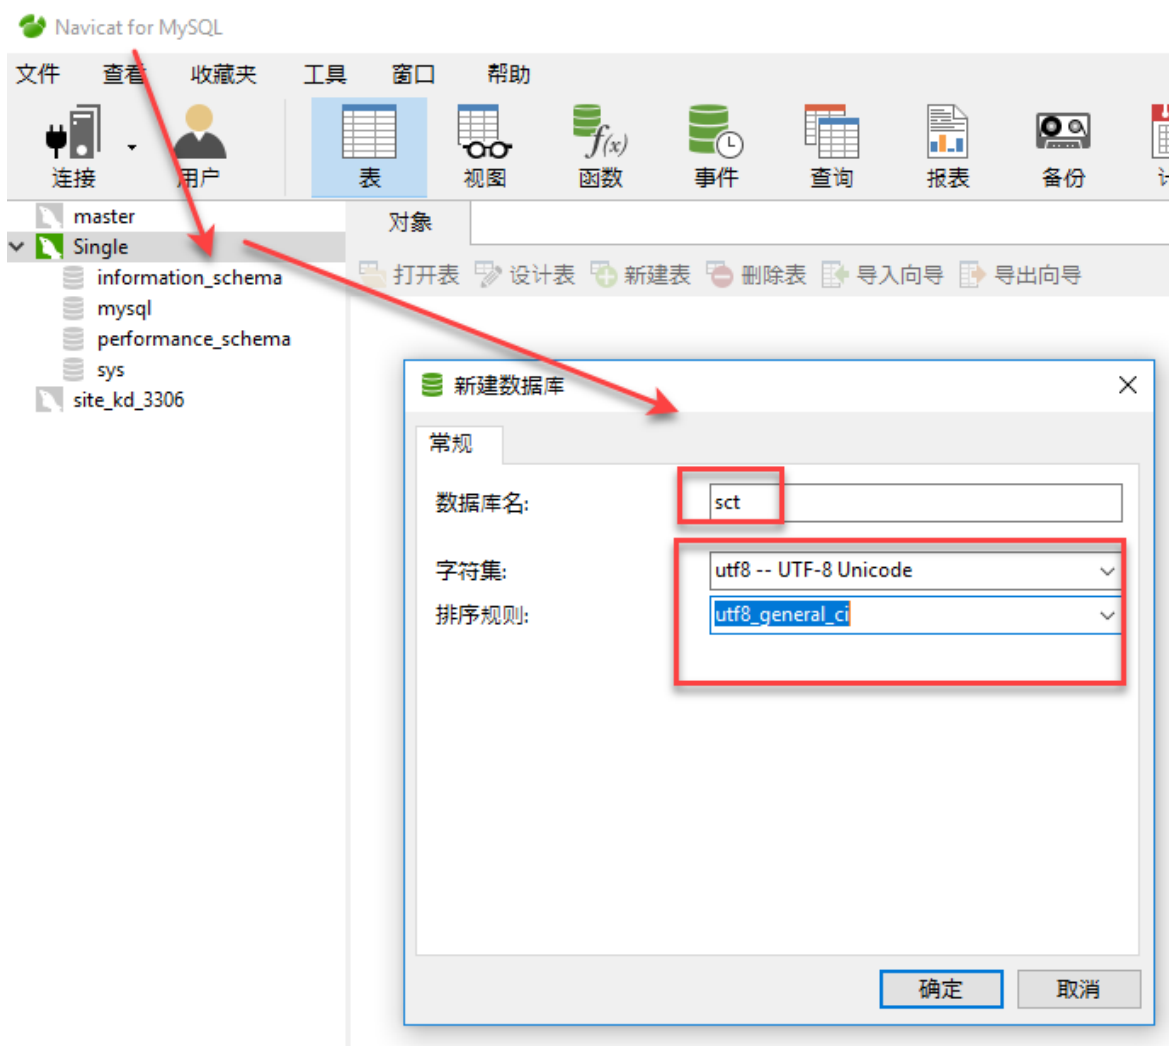 Navicat for MySQL
文件 查看 收藏夹 工具 窗口 帮助
连接 用户 表 视图 函数 事件 查询 报表 备份
master
Single
information_schema
mysql
performance_schema
sys
site_kd_3306
对象
打开表 设计表 新建表 删除表 导入向导 导出向导
新建数据库
常规
数据库名: sct
字符集: utf8 -- UTF-8 Unicode
排序规则: utf8_general_ci
确定 取消